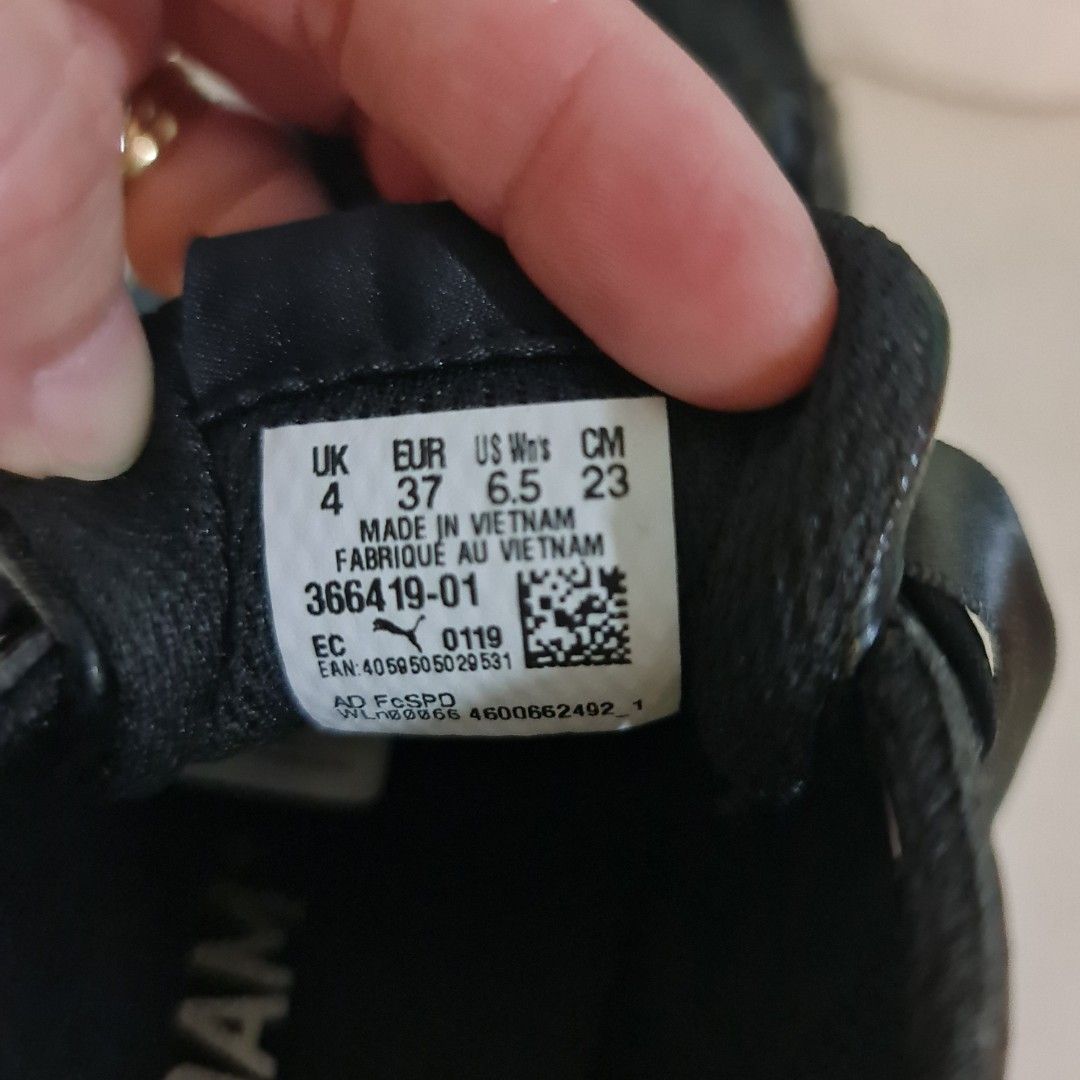 UK EUR US Wn's CM
4 37 6.5 23
MADE IN VIETNAM
FABRIQUÉ AU VIETNAM
366419-01
EC 0119
EAN:4059505029531
AD FcSPD
4600662492_1